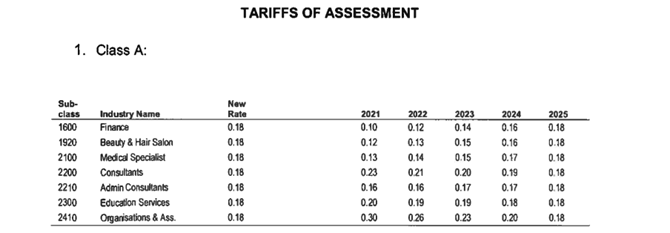 TARIFFS OF ASSESSMENT
1. Class A:
Sub-class Industry Name New Rate 2021 2022 2023 2024 2025
1600 Finance 0.18 0.10 0.12 0.14 0.16 0.18
1920 Beauty & Hair Salon 0.18 0.12 0.13 0.15 0.16 0.18
2100 Medical Specialist 0.18 0.13 0.14 0.15 0.17 0.18
2200 Consultants 0.18 0.23 0.21 0.20 0.19 0.18
2210 Admin Consultants 0.18 0.16 0.16 0.17 0.17 0.18
2300 Education Services 0.18 0.20 0.19 0.19 0.18 0.18
2410 Organisations & Ass. 0.18 0.30 0.26 0.23 0.20 0.18